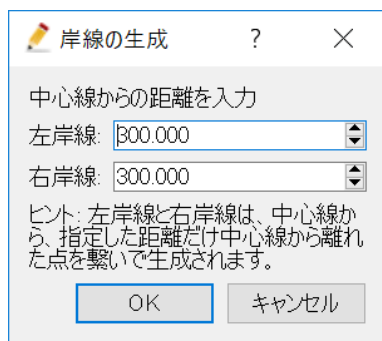 岸線の生成 ?
中心線からの距離を入力
左岸線: 300.000
右岸線: 300.000
ヒント: 左岸線と右岸線は、中心線か
ら、指定した距離だけ中心線から離れ
た点を繋いで生成されます。
OK キャンセル